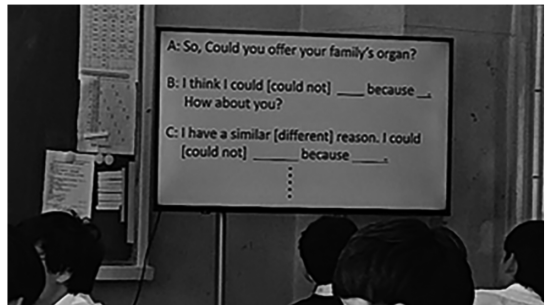 A: So, Could you offer your family's organ?
B: I think I could [could not] ____ because __.
How about you?
C: I have a similar [different] reason. I could
[could not] ______ because _____.